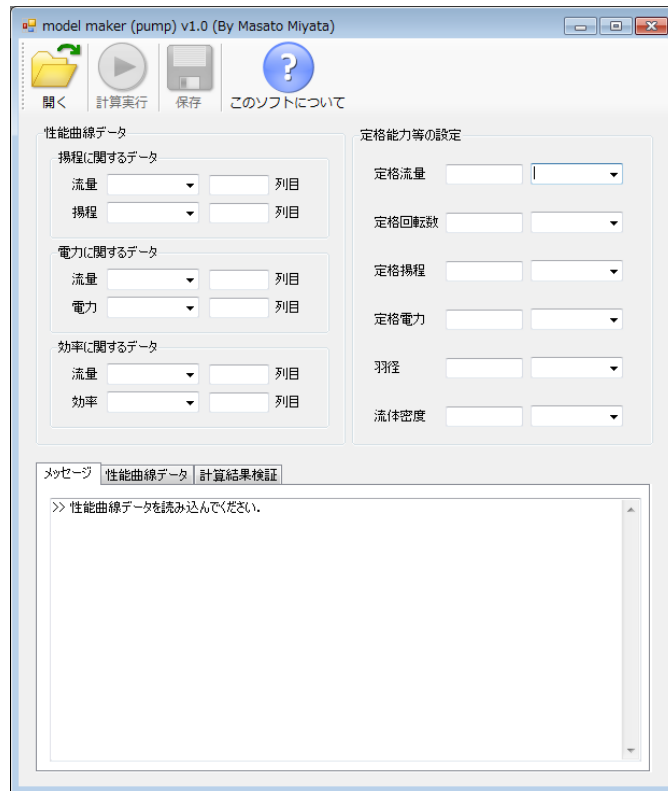 model maker (pump) v1.0 (By Masato Miyata)
開く 計算実行 保存 このソフトについて
性能曲線データ
揚程に関するデータ
流量 列目
揚程 列目
電力に関するデータ
流量 列目
電力 列目
効率に関するデータ
流量 列目
効率 列目
定格能力等の設定
定格流量
定格回転数
定格揚程
定格電力
羽径
流体密度
メッセージ 性能曲線データ 計算結果検証
>> 性能曲線データを読み込んでください.